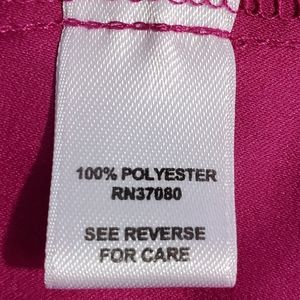 100% POLYESTER
RN37080
SEE REVERSE
FOR CARE